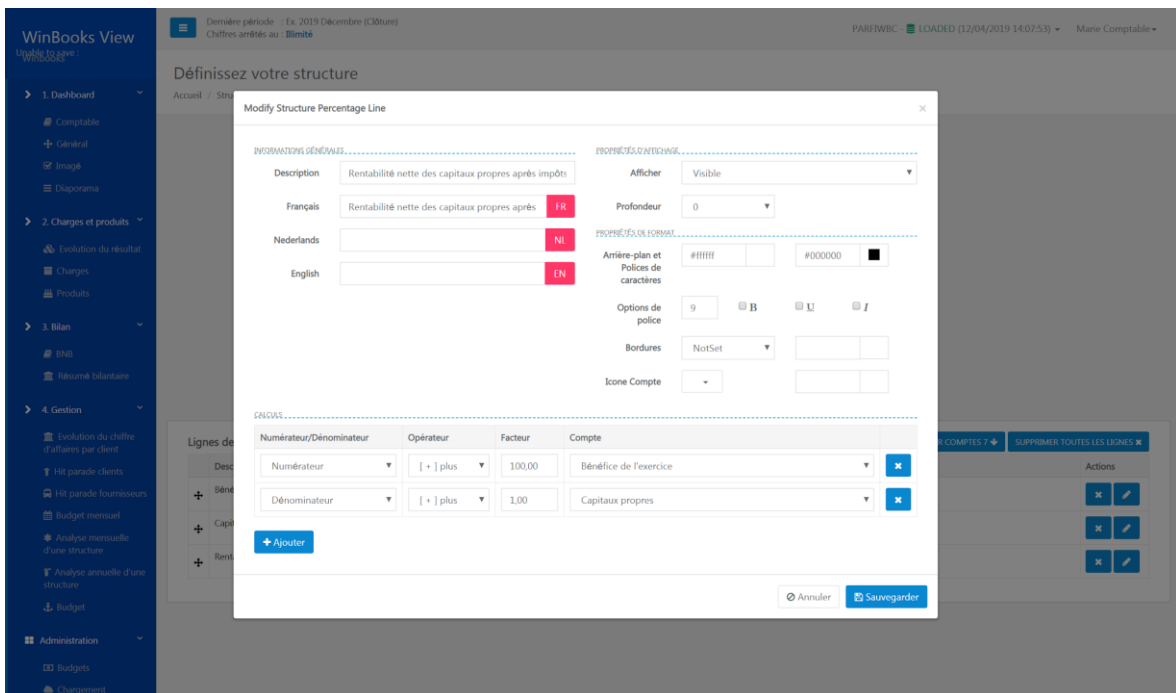 WinBooks View
Unable to save :
Winbooks
Dernière période : Ex. 2019 Décembre (Clôture)
Chiffres arrêtés au : Illimité
PARFIWBC - LOADED (12/04/2019 14:07:53)
Marie Comptable
Définissez votre structure
Accueil / Stru
1. Dashboard
Comptable
Général
Imagé
Diaporama
2. Charges et produits
Evolution du résultat
Charges
Produits
3. Bilan
BNB
Résumé bilantaire
4. Gestion
Evolution du chiffre
d'affaires par client
Hit parade clients
Hit parade fournisseurs
Budget mensuel
Analyse mensuelle
d'une structure
Analyse annuelle d'une
structure
Budget
Administration
Budgets
Chargement
Modify Structure Percentage Line
×
INFORMATIONS GÉNÉRALES
Description
Rentabilité nette des capitaux propres après impôts
Français
Rentabilité nette des capitaux propres après
FR
Nederlands
NL
English
EN
PROPRIÉTÉS D'AFFICHAGE
Afficher
Visible
Profondeur
0
PROPRIÉTÉS DE FORMAT
Arrière-plan et
Polices de
caractères
#ffffff
#000000
Options de
police
9
B
U
I
Bordures
NotSet
Icone Compte
CALCULS
Numérateur/Dénominateur Opérateur Facteur Compte
Numérateur [ + ] plus 100,00 Bénéfice de l'exercice
Dénominateur [ + ] plus 1,00 Capitaux propres
+ Ajouter
Annuler
Sauvegarder
Lignes de
R COMPTES 7
SUPPRIMER TOUTES LES LIGNES
Desc
Actions
Béné
Capit
Rent